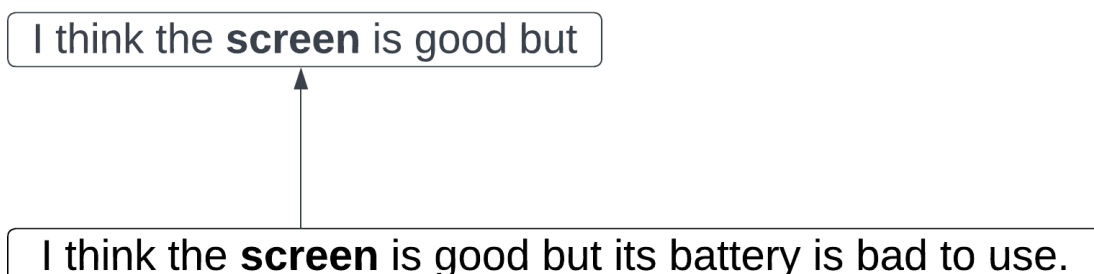 I think the screen is good but
I think the screen is good but its battery is bad to use.